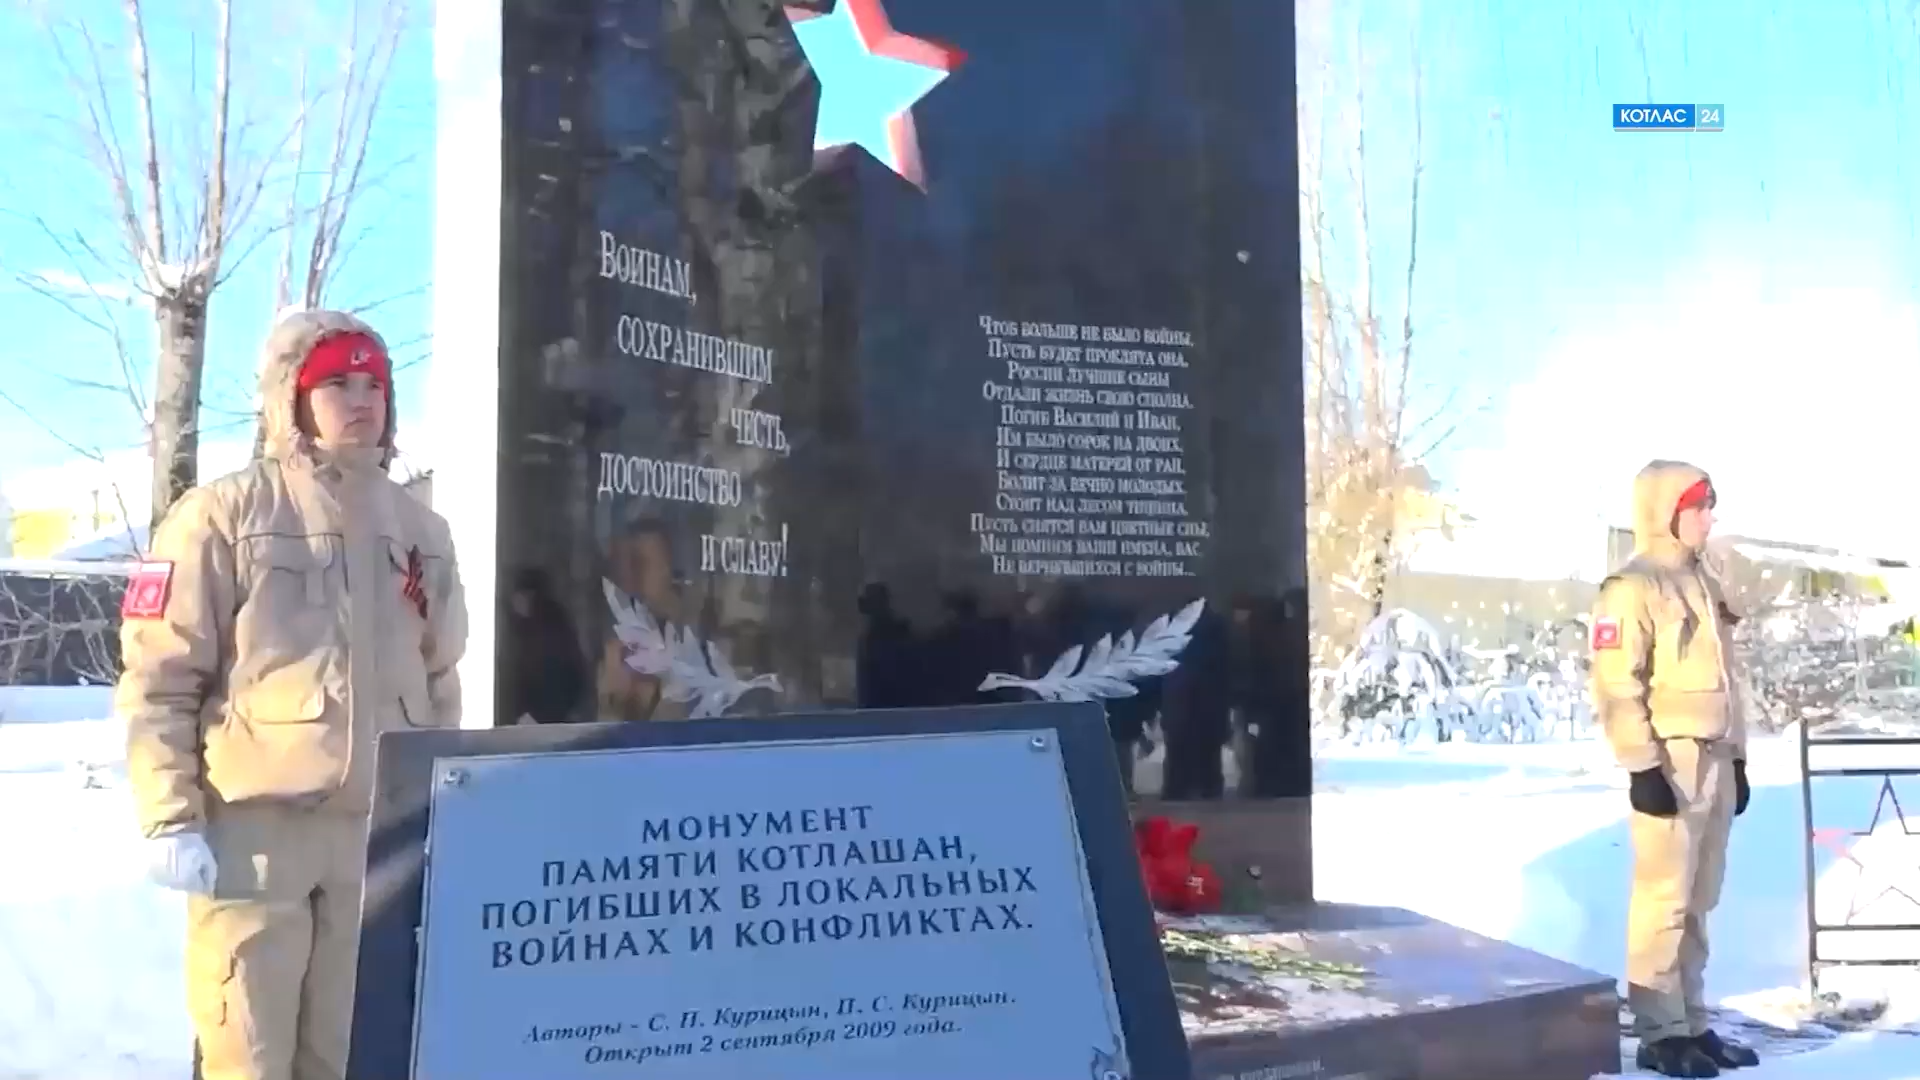 КОТЛАС 24
Воинам,
сохранившим
честь,
достоинство
и славу!
Чтоб больше не было войны,
Пусть будет проклята она,
России лучшие сыны
Отдали жизнь свою сполна.
Погиб Василий и Иван,
Им было сорок на двоих,
И сердце матерей от ран,
Болит за вечно молодых.
Стоит над лесом тишина,
Пусть снятся вам цветные сны,
Мы помним ваши имена, вас
Не вернувшихся с войны...
МОНУМЕНТ
ПАМЯТИ КОТЛАШАН,
ПОГИБШИХ В ЛОКАЛЬНЫХ
ВОЙНАХ И КОНФЛИКТАХ.
Авторы - С. П. Курицын, П. С. Курицын.
Открыт 2 сентября 2009 года.